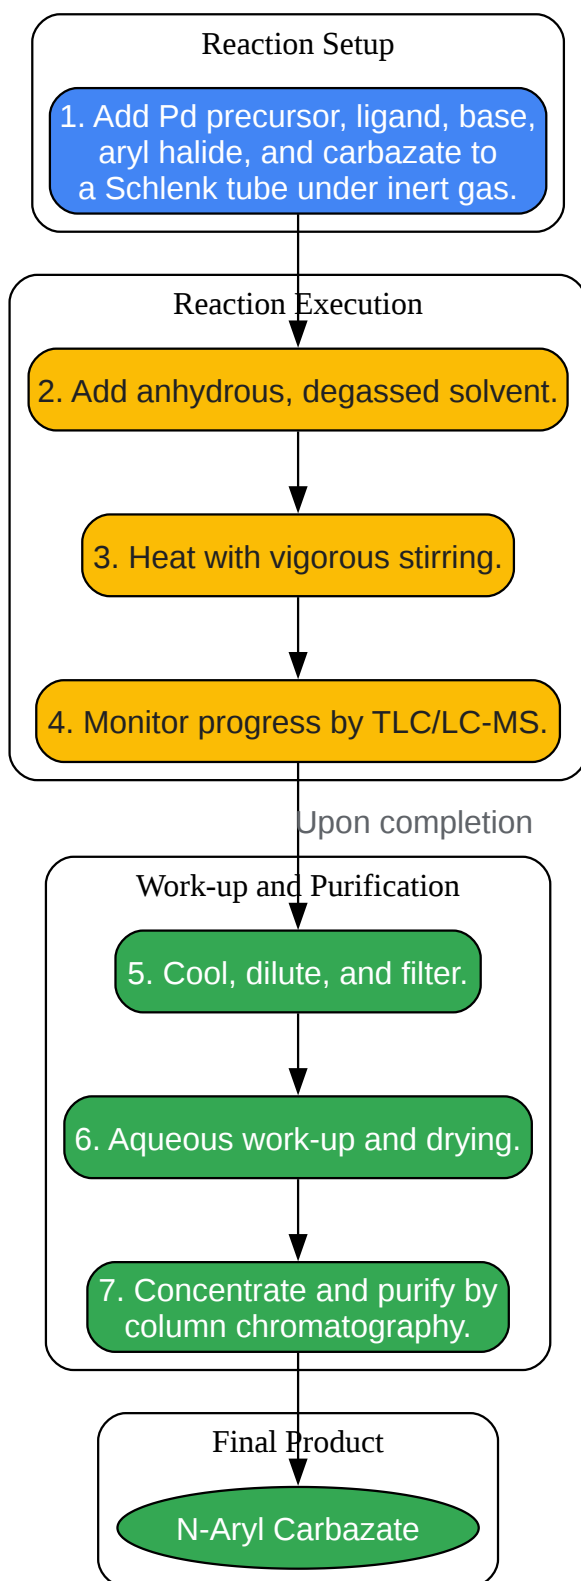 Reaction Setup
1. Add Pd precursor, ligand, base,
aryl halide, and carbazate to
a Schlenk tube under inert gas.
Reaction Execution
2. Add anhydrous, degassed solvent.
3. Heat with vigorous stirring.
4. Monitor progress by TLC/LC-MS.
Upon completion
Work-up and Purification
5. Cool, dilute, and filter.
6. Aqueous work-up and drying.
7. Concentrate and purify by
column chromatography.
Final Product
N-Aryl Carbazate